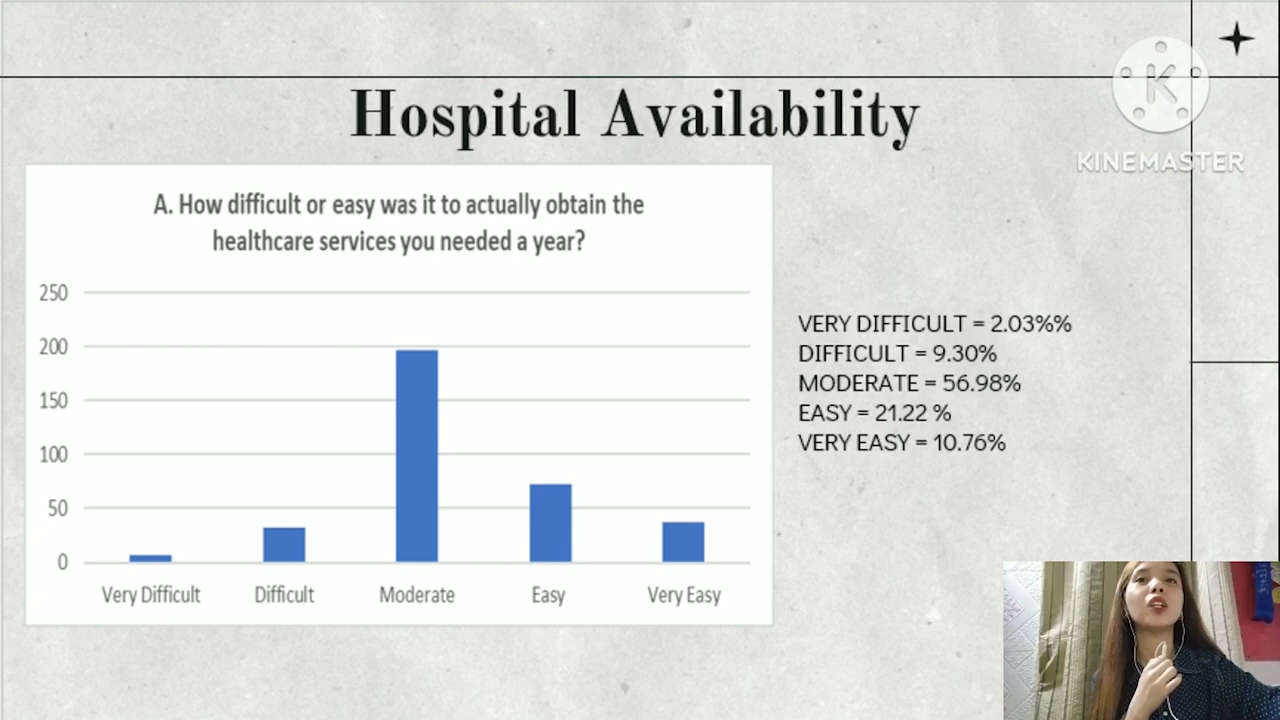 Hospital Availability
K
KINEMASTER
A. How difficult or easy was it to actually obtain the
healthcare services you needed a year?
250
200
150
100
50
0
Very Difficult
Difficult
Moderate
Easy
Very Easy
VERY DIFFICULT = 2.03%%
DIFFICULT = 9.30%
MODERATE = 56.98%
EASY = 21.22 %
VERY EASY = 10.76%